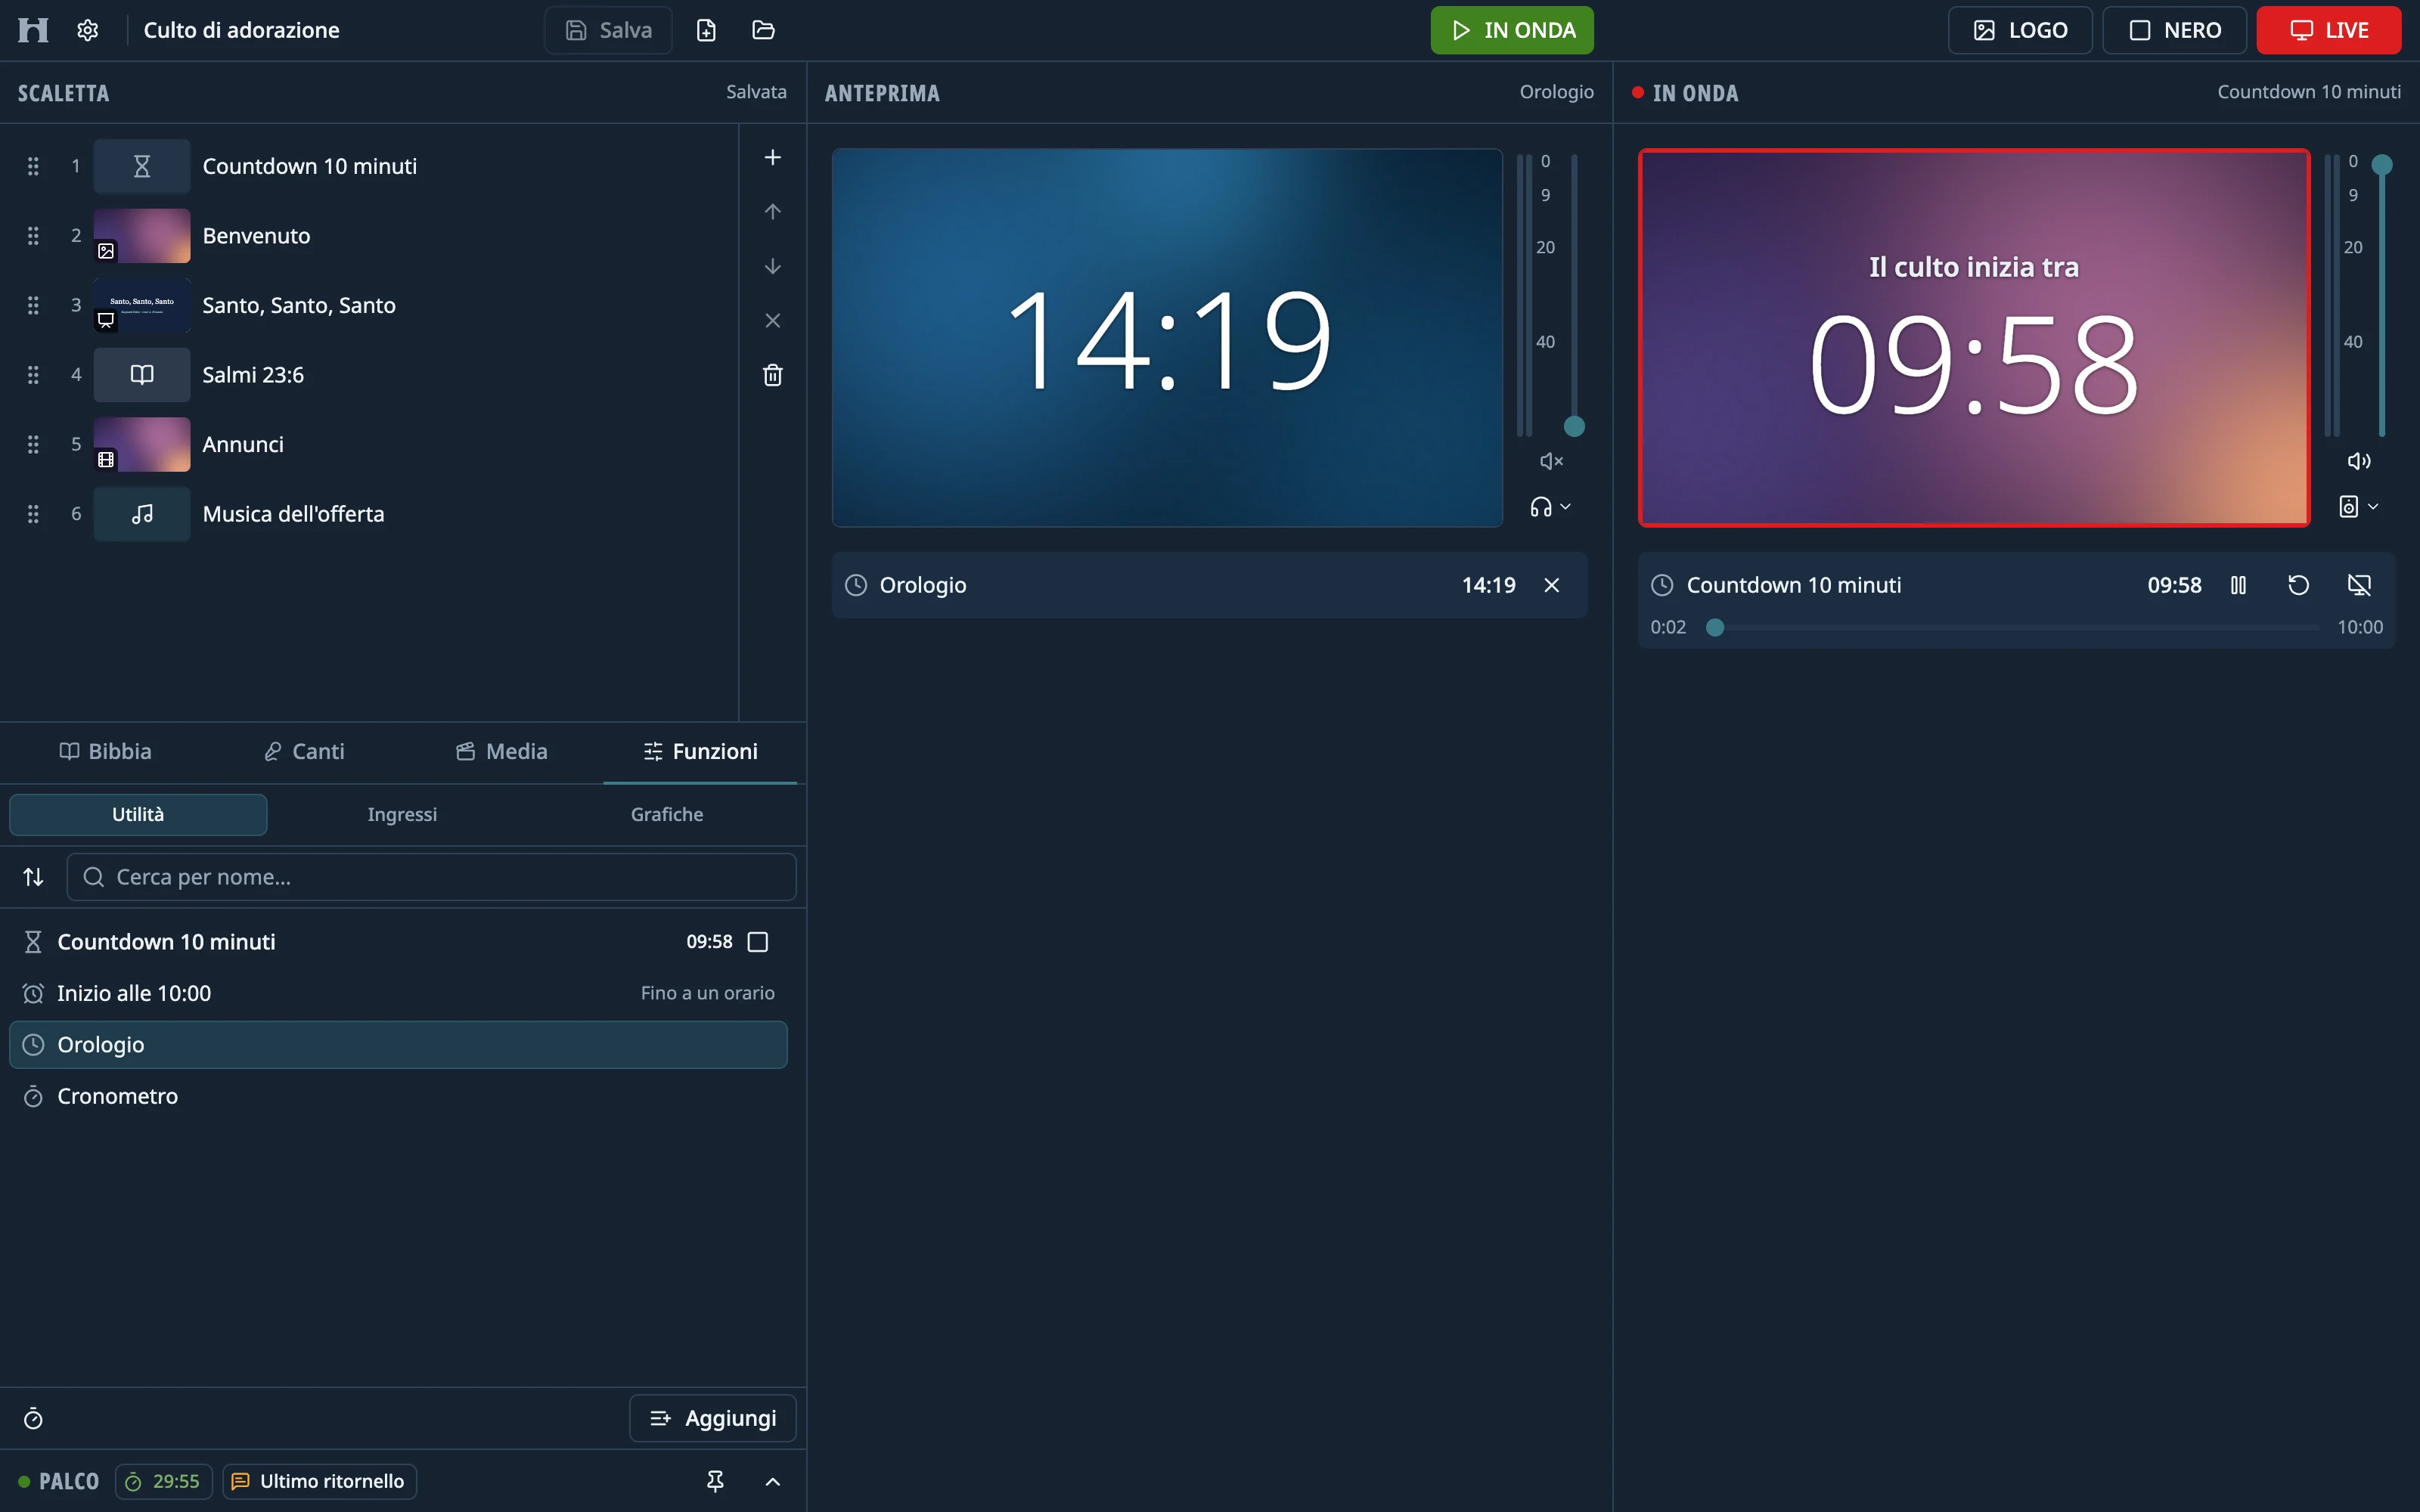 Culto di adorazione
Salva
IN ONDA
LOGO
NERO
LIVE
SCALETTA
Salvata
1
Countdown 10 minuti
2
Benvenuto
3
Santo, Santo, Santo
Santo, Santo, Santo
4
Salmi 23:6
5
Annunci
6
Musica dell'offerta
Bibbia
Canti
Media
Funzioni
Utilità
Ingressi
Grafiche
Cerca per nome...
Countdown 10 minuti
09:58
Inizio alle 10:00
Fino a un orario
Orologio
Cronometro
Aggiungi
PALCO
29:55
Ultimo ritornello
ANTEPRIMA
Orologio
14:19
0
9
20
40
Orologio
14:19
IN ONDA
Countdown 10 minuti
Il culto inizia tra
09:58
0
9
20
40
Countdown 10 minuti
09:58
0:02
10:00